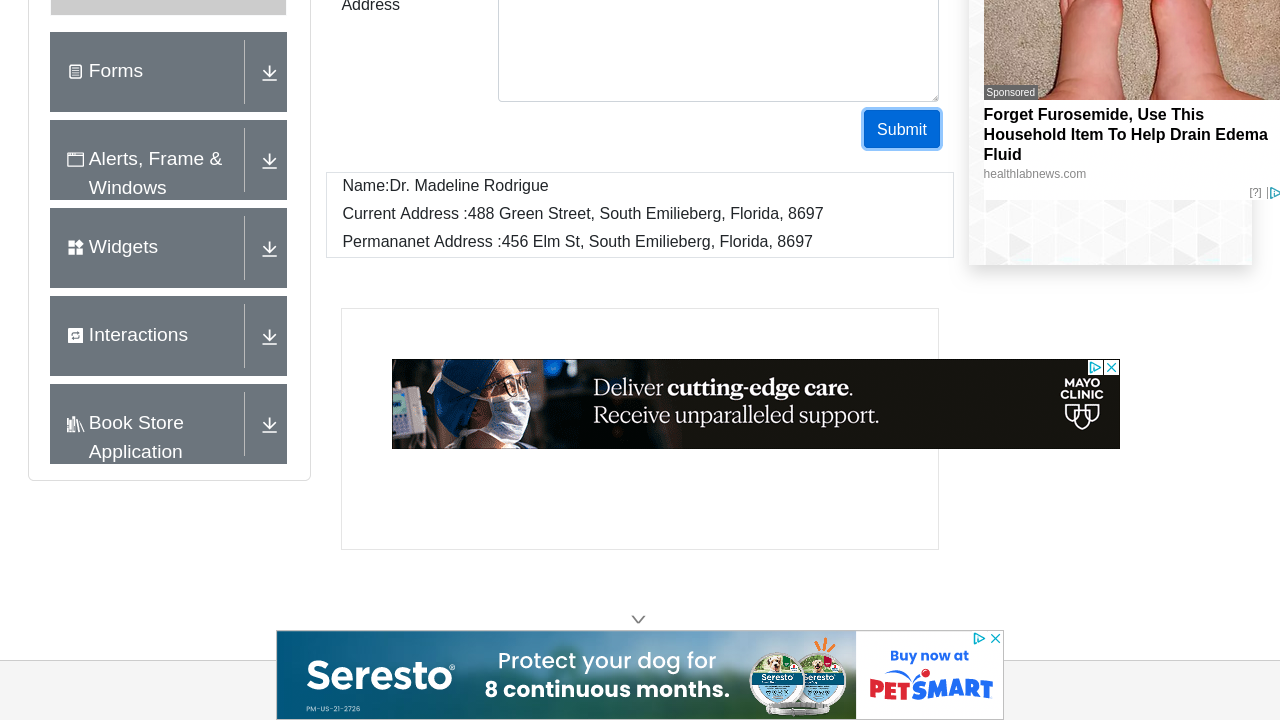 Address
Forms
Alerts, Frame &
Windows
Widgets
Interactions
Book Store
Application
Submit
Name:Dr. Madeline Rodrigue
Current Address :488 Green Street, South Emilieberg, Florida, 8697
Permananet Address :456 Elm St, South Emilieberg, Florida, 8697
Sponsored
Forget Furosemide, Use This
Household Item To Help Drain Edema
Fluid
healthlabnews.com
[?]
Deliver cutting-edge care.
Receive unparalleled support.
MAYO
CLINIC
Seresto®
PM-US-21-2726
Protect your dog for
8 continuous months.
Seresto
Seresto
Buy now at
PETSMART